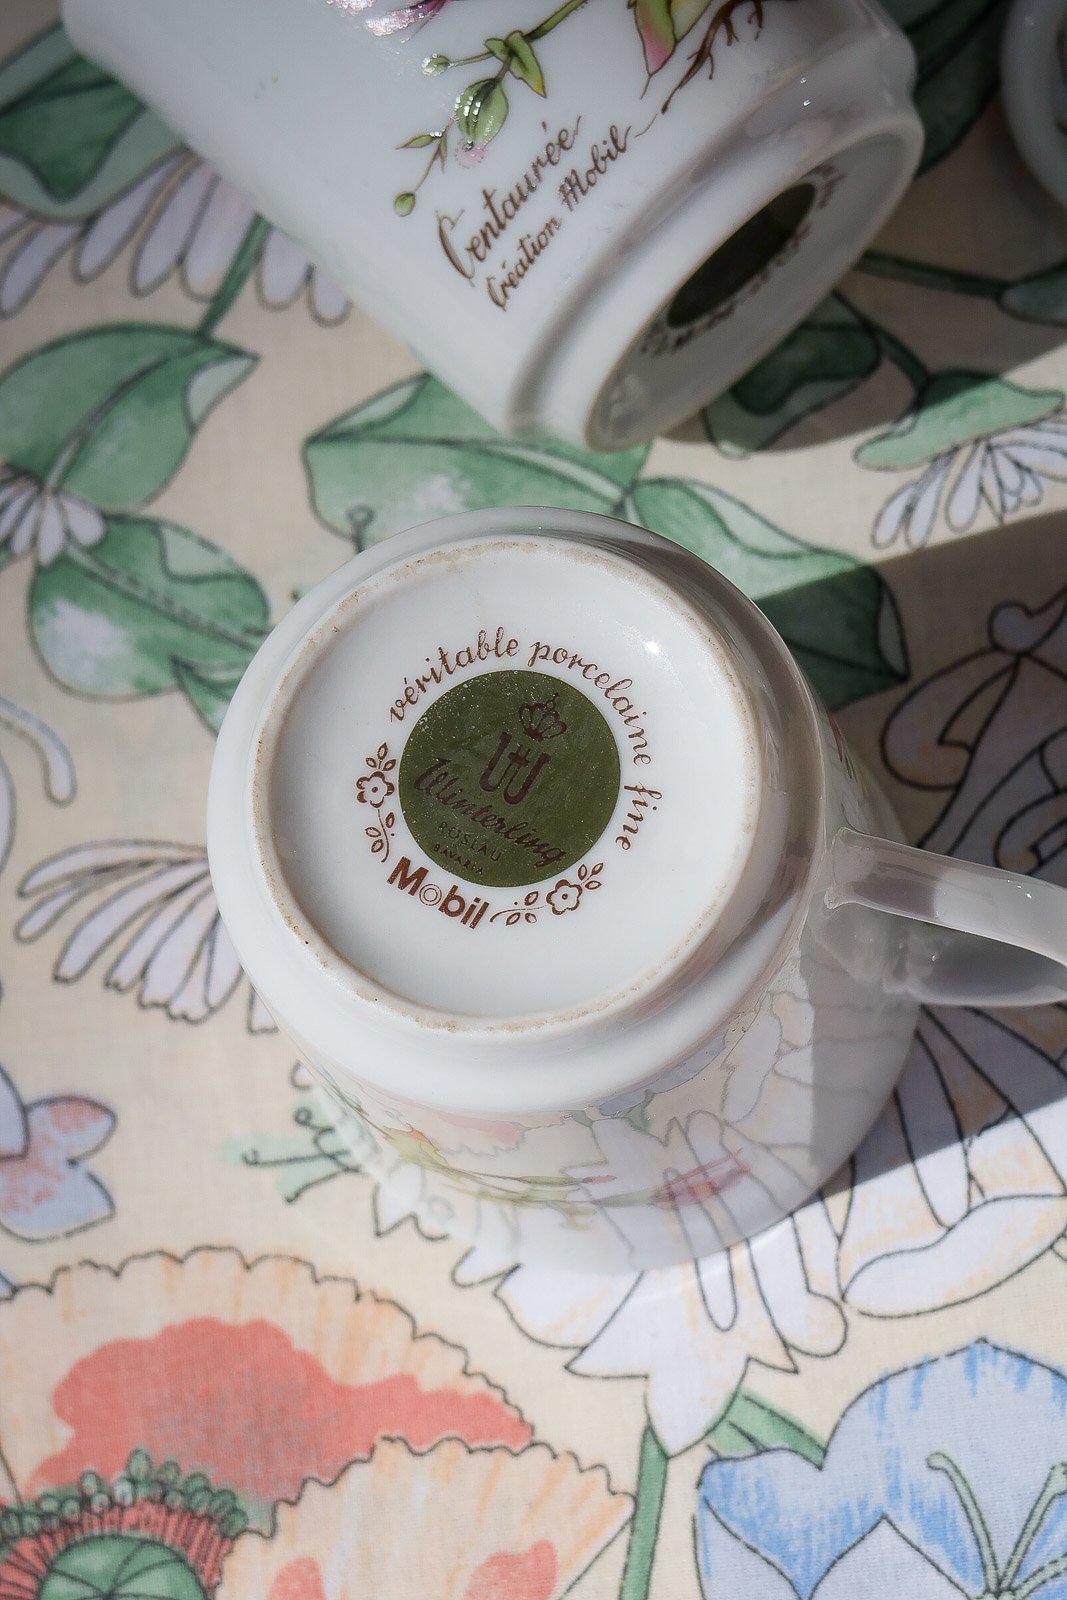 Centaurée
Création Mobil
véritable porcelaine fine
Winterling
RÖSLAU
BAVARIA
Mobil